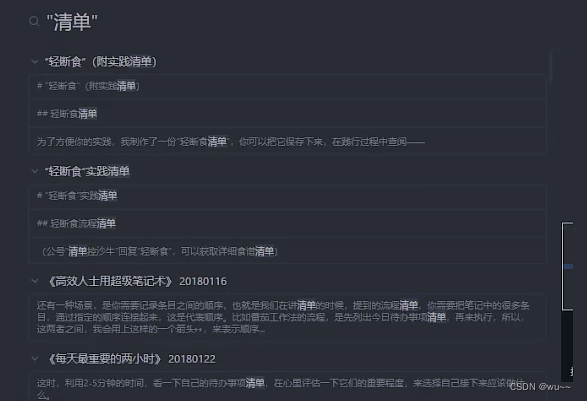 "清单"
"轻断食"（附实践清单）
# "轻断食"（附实践清单）
## 轻断食清单
为了方便你的实践，我制作了一份"轻断食清单"，你可以把它保存下来，在践行过程中查阅——
"轻断食"实践清单
# "轻断食"实践清单
## 轻断食流程清单
（公号"清单控沙牛"回复"轻断食"，可以获取详细食谱清单）
《高效人士用超级笔记术》 20180116
还有一种场景，是你需要记录条目之间的顺序，也就是我们在讲清单的时候，提到的流程清单，你需要把笔记中的很多条
目，通过指定的顺序连接起来，这是代表顺序。比如番茄工作法的流程，是先列出今日待办事项清单，再来执行，所以，
这两者之间，我会用上这样的一个箭头↦，来表示顺序...
《每天最重要的两小时》 20180122
这时，利用2-5分钟的时间，看一下自己的待办事项清单，在心里评估一下它们的重要程度，来选择自己接下来应该做什
么。
CSDN @wu~~